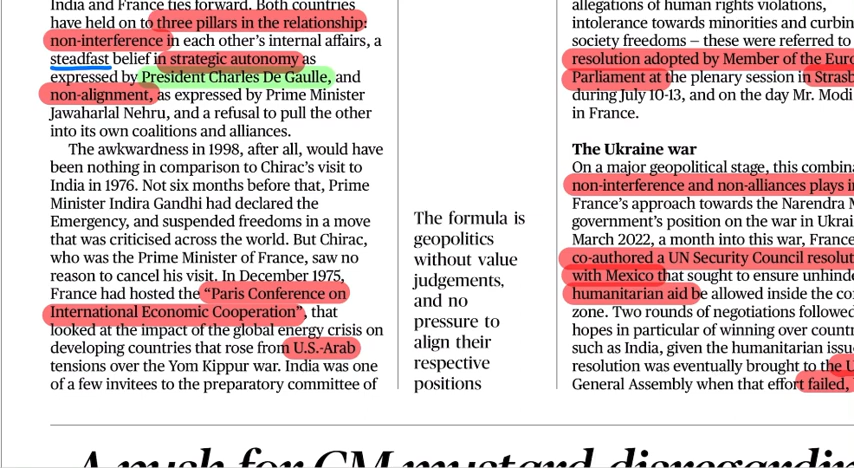 India and France ties forward. Both countries
have held on to three pillars in the relationship:
non-interference in each other's internal affairs, a
steadfast belief in strategic autonomy as
expressed by President Charles De Gaulle, and
non-alignment, as expressed by Prime Minister
Jawaharlal Nehru, and a refusal to pull the other
into its own coalitions and alliances.
The awkwardness in 1998, after all, would have
been nothing in comparison to Chirac's visit to
India in 1976. Not six months before that, Prime
Minister Indira Gandhi had declared the
Emergency, and suspended freedoms in a move
that was criticised across the world. But Chirac,
who was the Prime Minister of France, saw no
reason to cancel his visit. In December 1975,
France had hosted the “Paris Conference on
International Economic Cooperation”, that
looked at the impact of the global energy crisis on
developing countries that rose from U.S.-Arab
tensions over the Yom Kippur war. India was one
of a few invitees to the preparatory committee of
The formula is
geopolitics
without value
judgements,
and no
pressure to
align their
respective
positions
allegations of human rights violations,
intolerance towards minorities and curbin
society freedoms – these were referred to
resolution adopted by Member of the Euro
Parliament at the plenary session in Strasb
during July 10-13, and on the day Mr. Modi
in France.
The Ukraine war
On a major geopolitical stage, this combina
non-interference and non-alliances plays i
France's approach towards the Narendra M
government's position on the war in Ukrai
March 2022, a month into this war, France
co-authored a UN Security Council resolut
with Mexico that sought to ensure unhinde
humanitarian aid be allowed inside the co
zone. Two rounds of negotiations followed
hopes in particular of winning over countr
such as India, given the humanitarian issu
resolution was eventually brought to the U
General Assembly when that effort failed,
A push for GM mustard disregardin